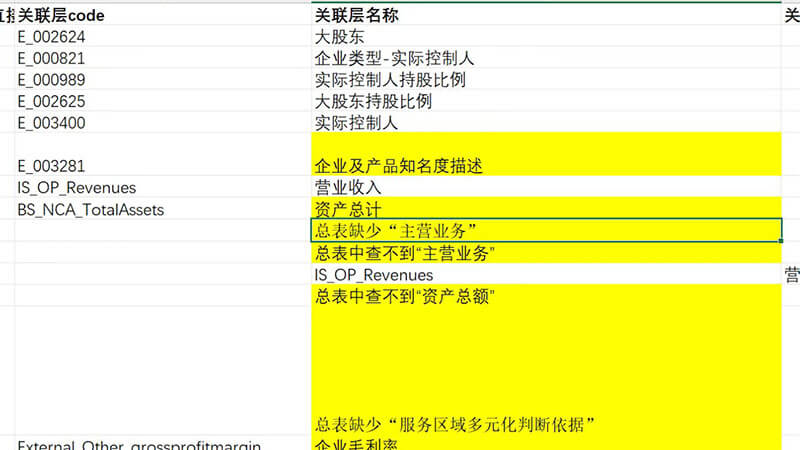 关联层code 关联层名称 关
E_002624 大股东
E_000821 企业类型-实际控制人
E_000989 实际控制人持股比例
E_002625 大股东持股比例
E_003400 实际控制人
E_003281 企业及产品知名度描述
IS_OP_Revenues 营业收入
BS_NCA_TotalAssets 资产总计
总表缺少“主营业务”
总表中查不到“主营业务”
IS_OP_Revenues 营
总表中查不到“资产总额”
总表缺少“服务区域多元化判断依据”
External_Other_grossprofitmargin 企业毛利率